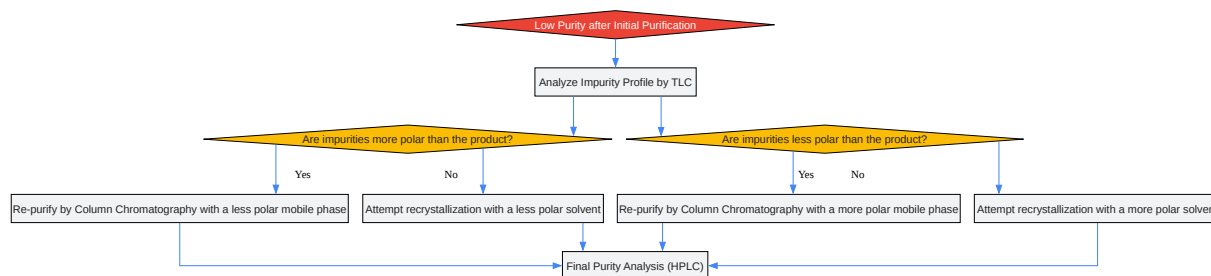 Low Purity after Initial Purification
Analyze Impurity Profile by TLC
Are impurities more polar than the product?
Are impurities less polar than the product?
Yes
No
Yes
No
Re-purify by Column Chromatography with a less polar mobile phase
Attempt recrystallization with a less polar solvent
Re-purify by Column Chromatography with a more polar mobile phase
Attempt recrystallization with a more polar solven
Final Purity Analysis (HPLC)